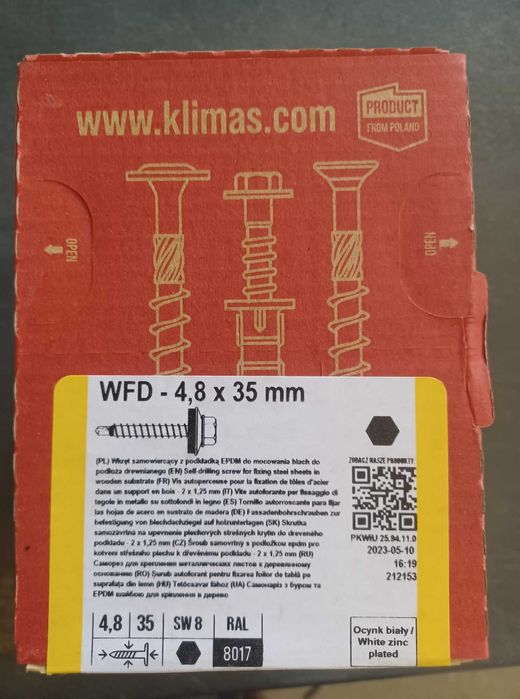 www.klimas.com
PRODUCT
FROM POLAND
OPEN
OPEN
WFD - 4,8 x 35 mm
(PL) Wkręt samowiercący z podkładką EPDM do mocowania blach do
podłoża drewnianego (EN) Self-drilling screw for fixing steel sheets in
wooden substrate (FR) Vis autoperceuse pour la fixation de tôles d'acier
dans un support en bois - 2 x 1,25 mm (IT) Vite autoforante per fissaggio di
tegole in metallo su sottofondi in legno (ES) Tornillo autorroscante para fijar
las hojas de acero en sustrato de madera (DE) Fassadenbohrschrauben zur
befestigung von blechdachziegel auf holzunterlagen (SK) Skrutka
samozavrtná na upevnenie plechových strešných krytín do dreveného
podkladu - 2 x 1,25 mm (CZ) Šroub samovrtný s podložkou epdm pro
kotvení střešního plechu k dřevěnému podkladu - 2 x 1,25 mm (RU)
Саморез для крепления металлических листов к деревянному
основанию (RO) Șurub autoforant pentru fixarea foilor de tablă pe
suprafața din lemn (HU) Tetőcsavar fához (UA) Саморіз з буром та
EPDM шайбою для кріплення в дерево
ZOBACZ NASZE PRODUKTY:
PKWiU 25.94.11.0
2023-05-10
16:19
212153
4,8 35 SW 8 RAL
8017
Ocynk biały /
White zinc
plated